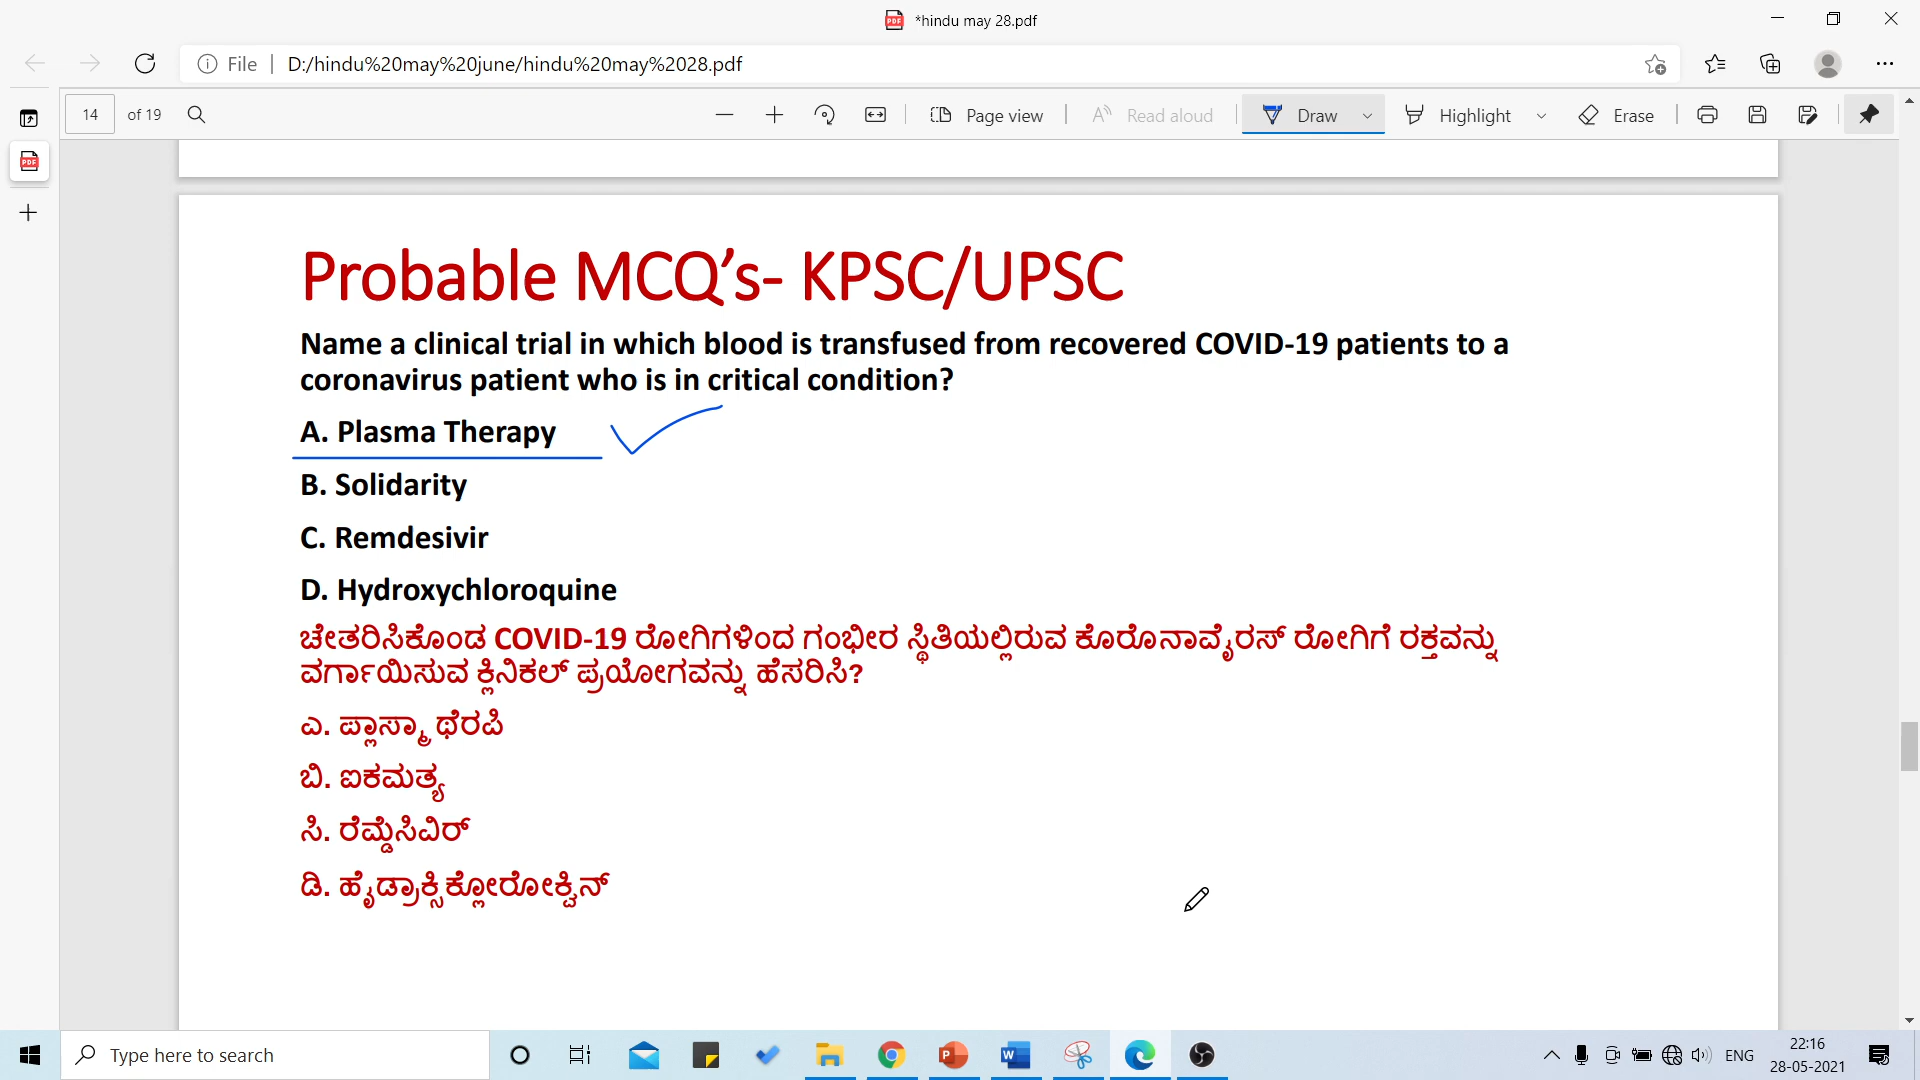 *hindu may 28.pdf
File
D:/hindu%20may%20june/hindu%20may%2028.pdf
14 of 19
Page view
Read aloud
Draw
Highlight
Erase
Probable MCQ’s- KPSC/UPSC
Name a clinical trial in which blood is transfused from recovered COVID-19 patients to a
coronavirus patient who is in critical condition?
A. Plasma Therapy
B. Solidarity
C. Remdesivir
D. Hydroxychloroquine
ಚೇತರಿಸಿಕೊಂಡ COVID-19 ರೋಗಿಗಳಿಂದ ಗಂಭೀರ ಸ್ಥಿತಿಯಲ್ಲಿರುವ ಕೊರೊನಾವೈರಸ್ ರೋಗಿಗೆ ರಕ್ತವನ್ನು
ವರ್ಗಾಯಿಸುವ ಕ್ಲಿನಿಕಲ್ ಪ್ರಯೋಗವನ್ನು ಹೆಸರಿಸಿ?
ಎ. ಪ್ಲಾಸ್ಮಾ ಥೆರಪಿ
ಬಿ. ಐಕಮತ್ಯ
ಸಿ. ರೆಮ್ಡೆಸಿವಿರ್
ಡಿ. ಹೈಡ್ರಾಕ್ಸಿಕ್ಲೋರೋಕ್ವಿನ್
Type here to search
ENG
22:16
28-05-2021